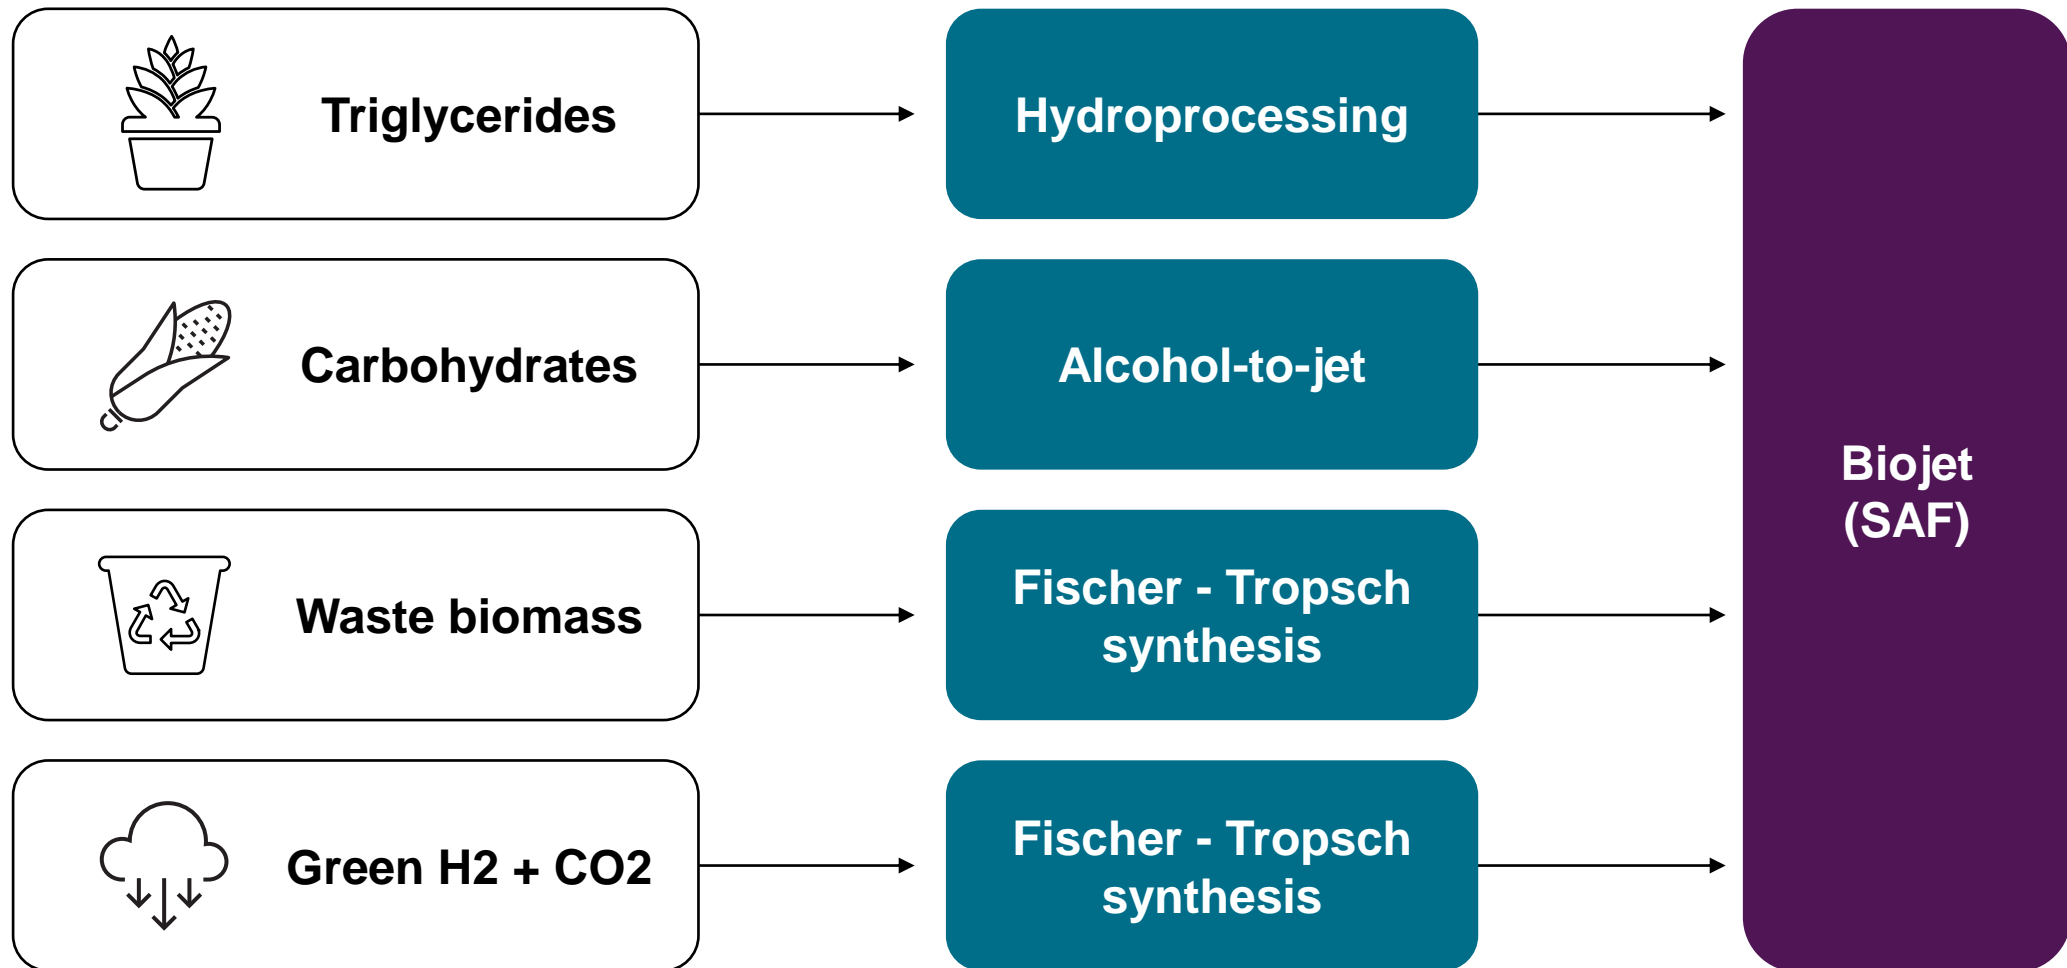 Triglycerides
Hydroprocessing
Carbohydrates
Alcohol-to-jet
Waste biomass
Fischer - Tropsch
synthesis
Green H2 + CO2
Fischer - Tropsch
synthesis
Biojet
(SAF)